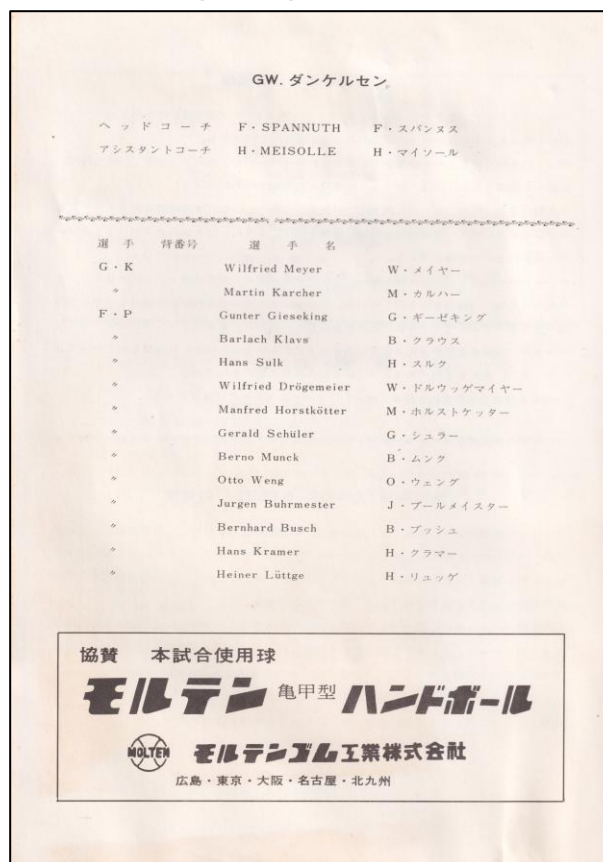 GW. ダンケルセン
ヘッドコーチ F・SPANNUTH F・スパンヌス
アシスタントコーチ H・MEISOLLE H・マイソール
選手 背番号 選手名
G・K Wilfried Meyer W・メイヤー
〃 Martin Karcher M・カルハー
F・P Gunter Gieseking G・ギーゼキング
〃 Barlach Klavs B・クラウス
〃 Hans Sulk H・スルク
〃 Wilfried Drögemeier W・ドルウッゲマイヤー
〃 Manfred Horstkötter M・ホルストケッター
〃 Gerald Schüler G・シュラー
〃 Berno Munck B・ムンク
〃 Otto Weng O・ウェング
〃 Jurgen Buhrmester J・ブールメイスター
〃 Bernhard Busch B・ブッシュ
〃 Hans Kramer H・クラマー
〃 Heiner Lüttge H・リュッゲ
協賛 本試合使用球
モルテン 亀甲型 ハンドボール
MOLTEN モルテンゴム工業株式会社
広島・東京・大阪・名古屋・北九州